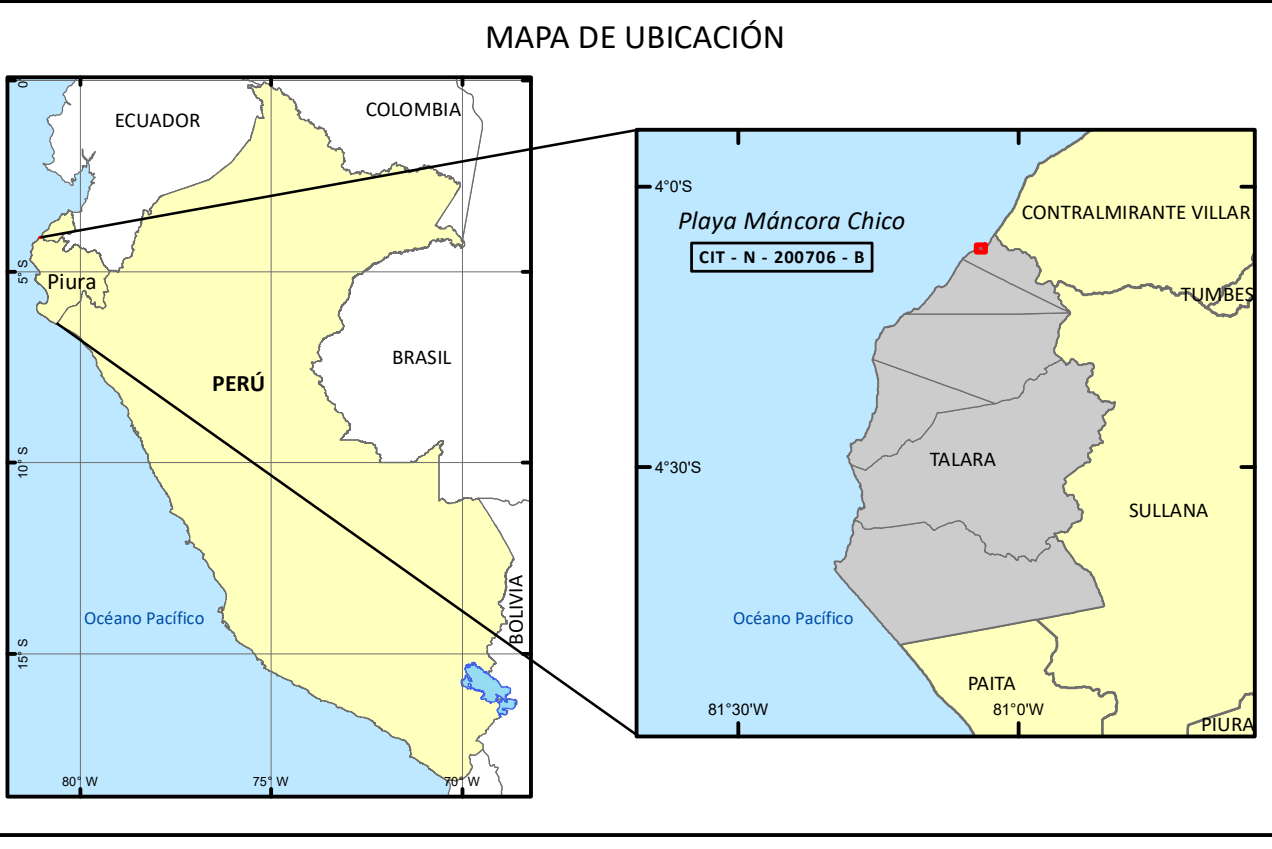 MAPA DE UBICACIÓN
0°
ECUADOR
COLOMBIA
5° S
Piura
BRASIL
PERÚ
10° S
BOLIVIA
Océano Pacífico
15° S
80° W
75° W
70° W
4°0'S
Playa Máncora Chico
CIT - N - 200706 - B
CONTRALMIRANTE VILLAR
TUMBES
4°30'S
TALARA
SULLANA
Océano Pacífico
PAITA
81°30'W
81°0'W
PIURA